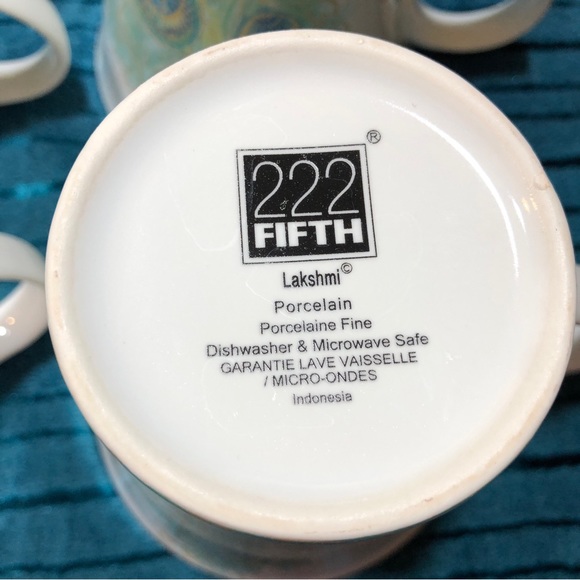 222
FIFTH®
Lakshmi©
Porcelain
Porcelaine Fine
Dishwasher & Microwave Safe
GARANTIE LAVE VAISSELLE
/ MICRO-ONDES
Indonesia